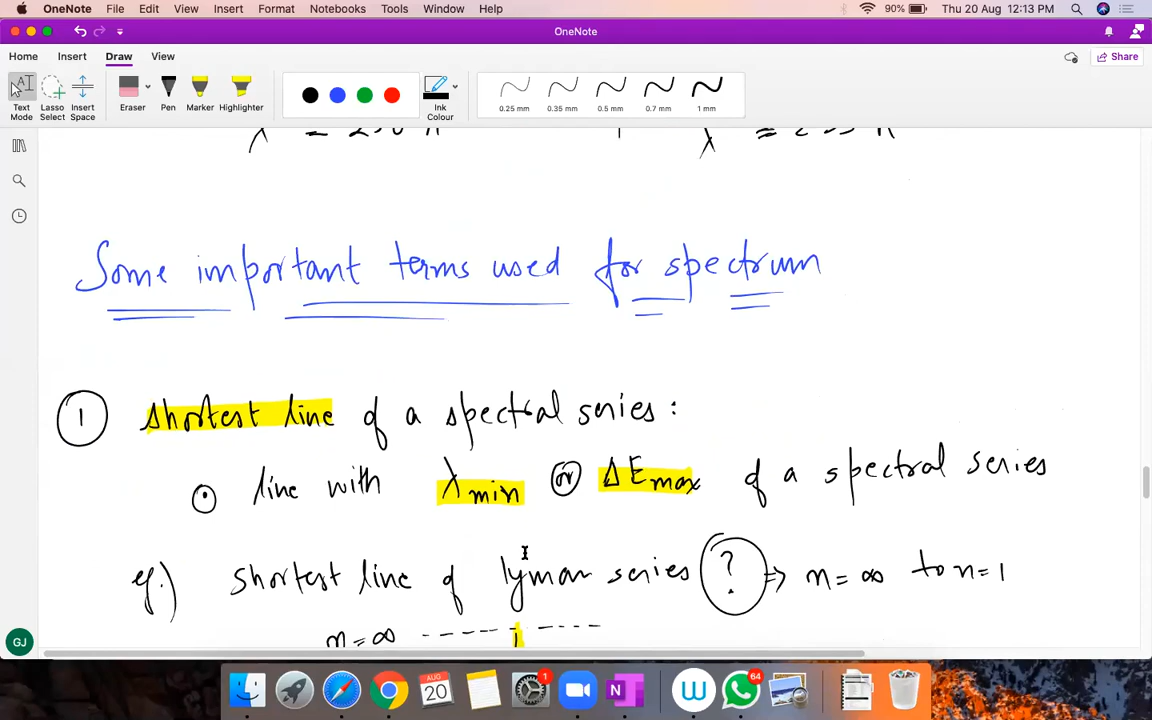 OneNote File Edit View Insert Format Notebooks Tools Window Help 90% Thu 20 Aug 12:13 PM
OneNote
Home Insert Draw View Share
Text Mode Lasso Select Insert Space Eraser Pen Marker Highlighter Ink Colour 0.25 mm 0.35 mm 0.5 mm 0.7 mm 1 mm
Some important terms used for spectrum
1 shortest line of a spectral series :
line with λmin or ΔEmax of a spectral series
eg.) shortest line of lyman series ? => n = ∞ to n = 1
n = ∞
GJ
AUG 20 1 W N 64